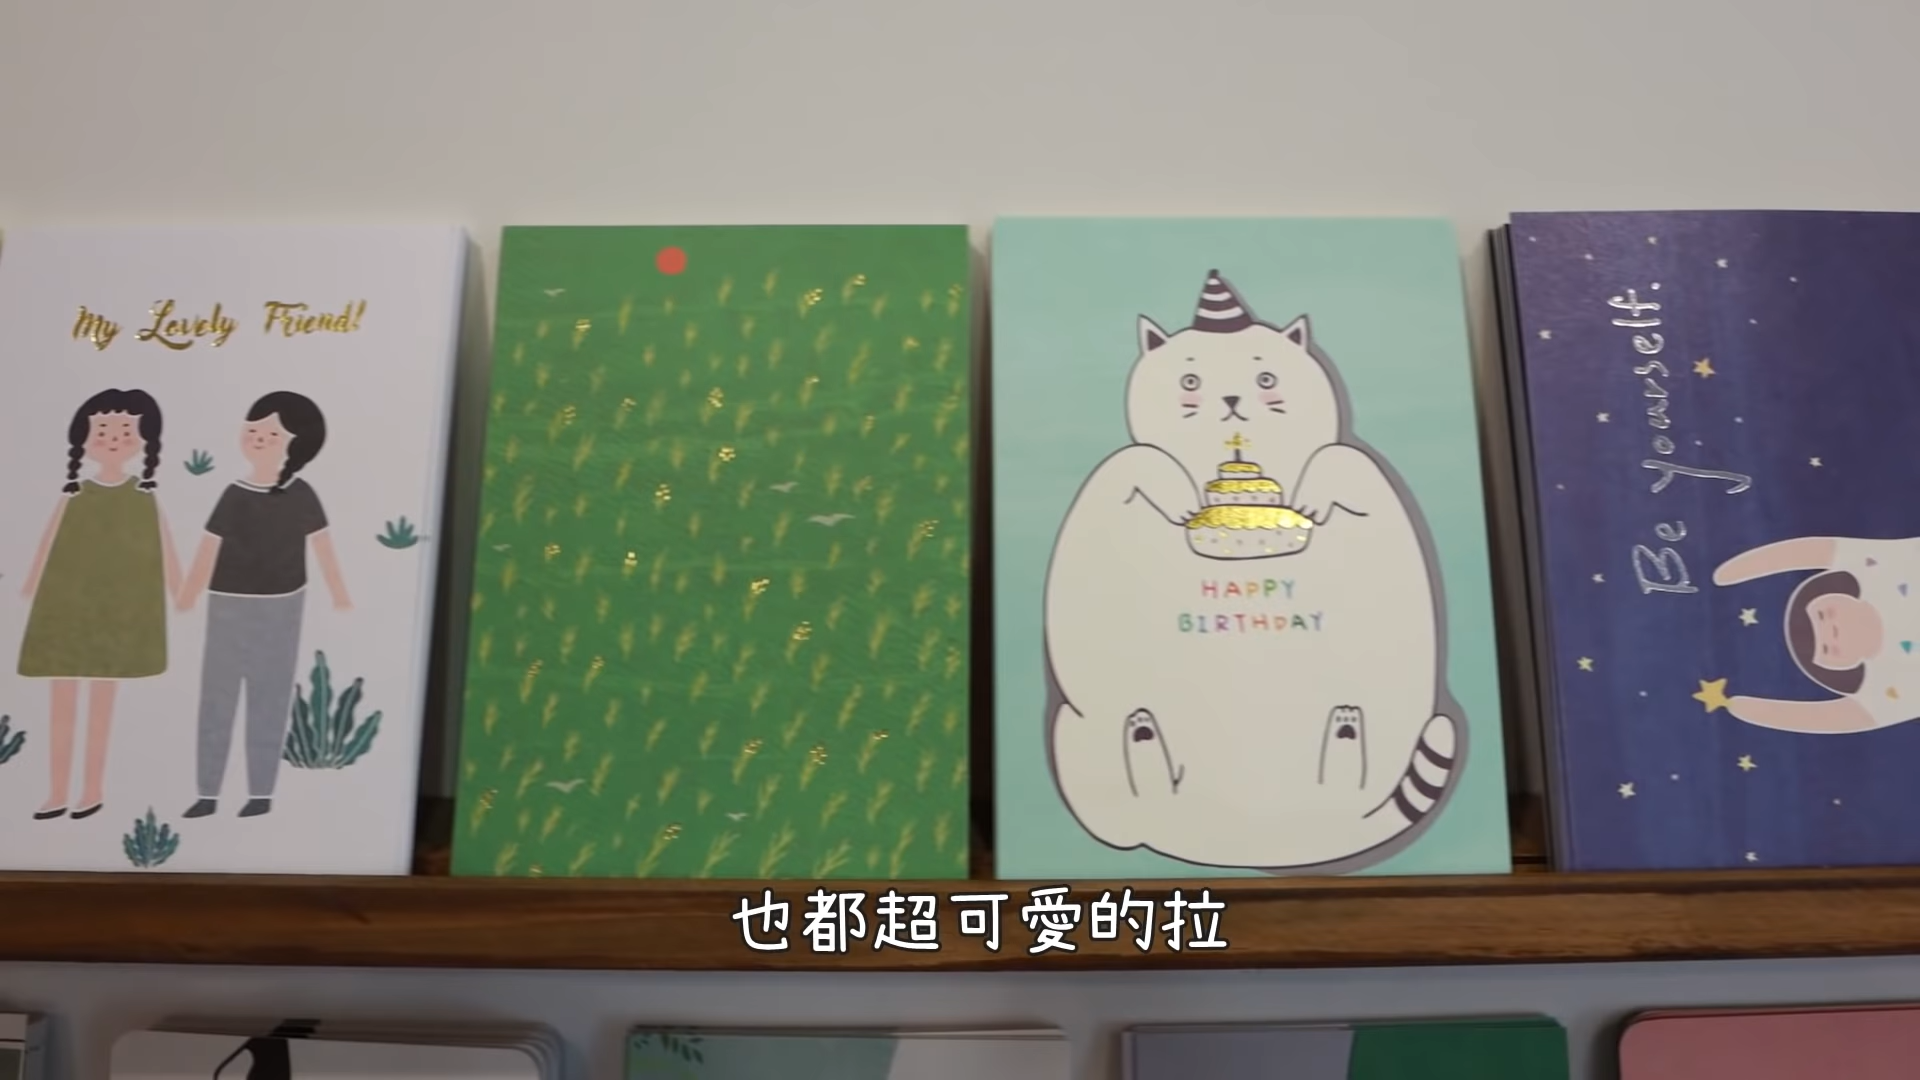 My Lovely Friend!
HAPPY
BIRTHDAY
Be yourself.
也都超可愛的拉